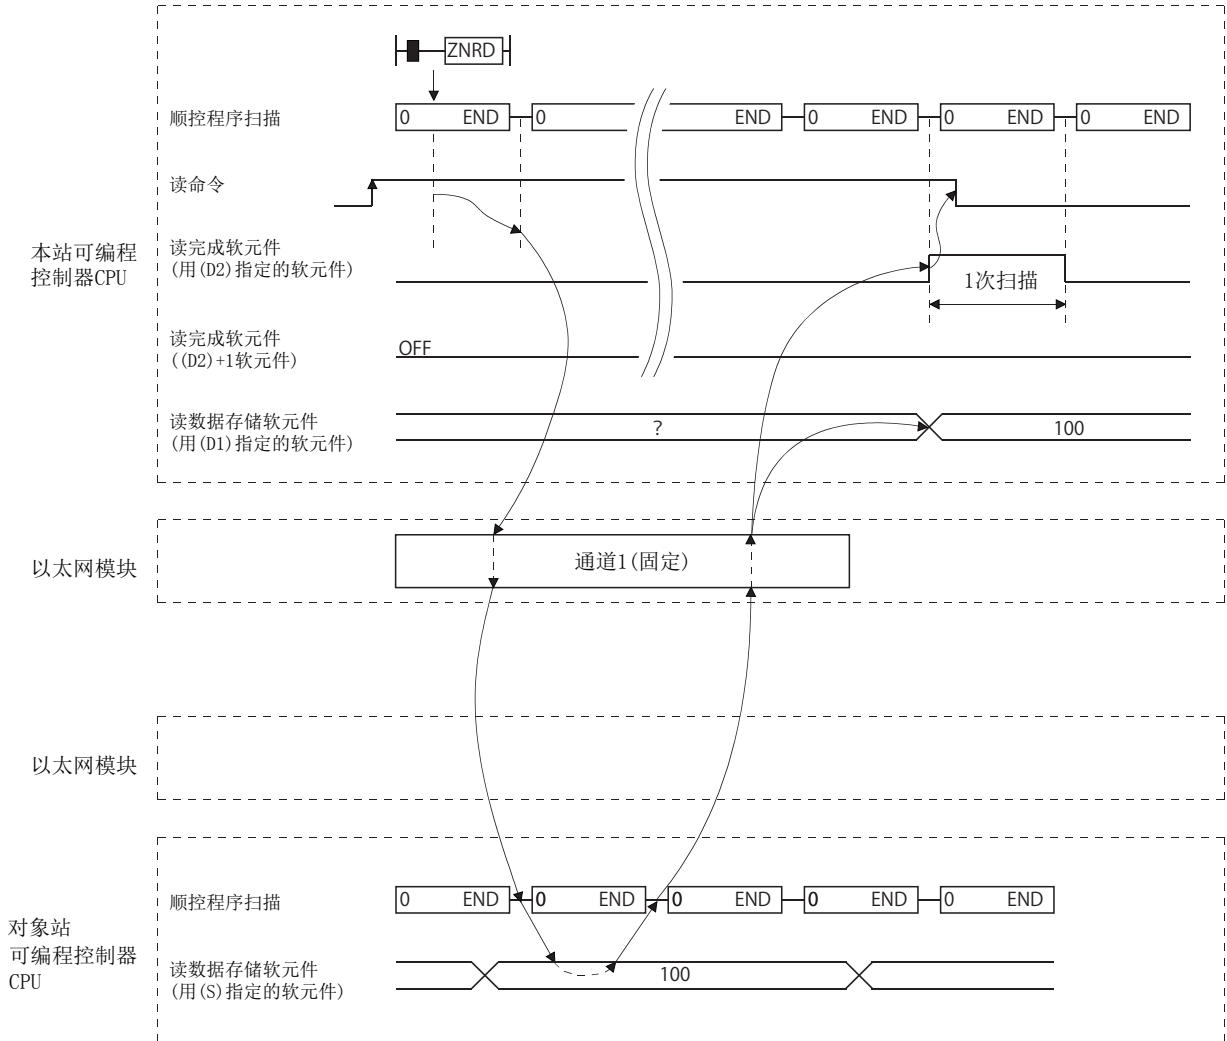 ZNRD
顺控程序扫描
0 END 0 END 0 END 0 END 0 END
读命令
本站可编程
控制器CPU
读完成软元件
(用(D2)指定的软元件)
1次扫描
读完成软元件
((D2)+1软元件)
OFF
读数据存储软元件
(用(D1)指定的软元件)
? 100
以太网模块
通道1(固定)
以太网模块
对象站
可编程控制器
CPU
顺控程序扫描
0 END 0 END 0 END 0 END 0 END
读数据存储软元件
(用(S)指定的软元件)
100